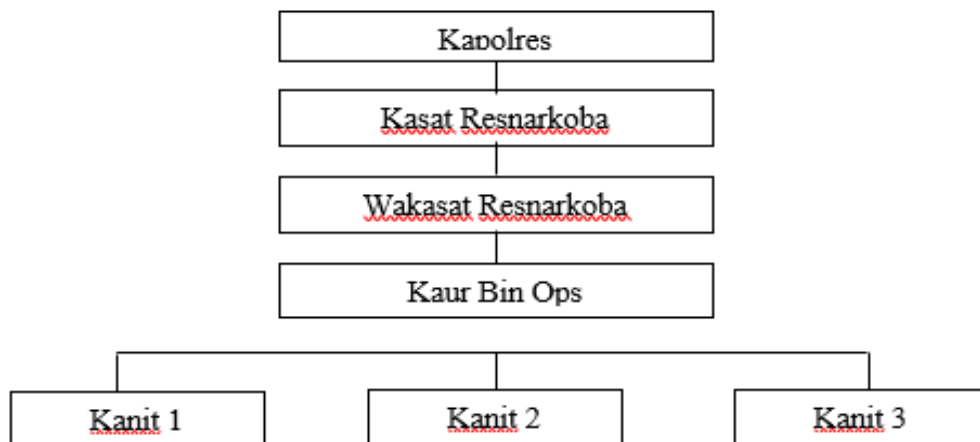 Kapolres
Kasat Resnarkoba
Wakasat Resnarkoba
Kaur Bin Ops
Kanit 1
Kanit 2
Kanit 3